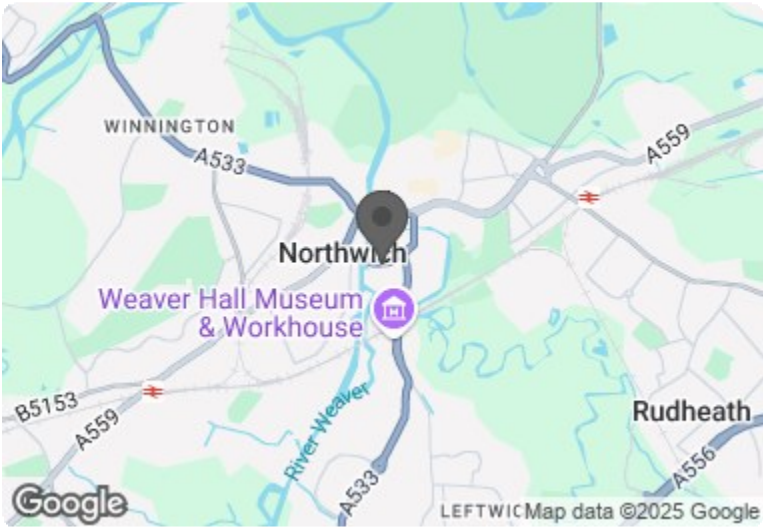 WINNINGTON
A533
A559
Northwich
Weaver Hall Museum
& Workhouse
B5153
A559
River Weaver
Rudheath
A556
A533
Google
LEFTWIC
Map data ©2025 Google